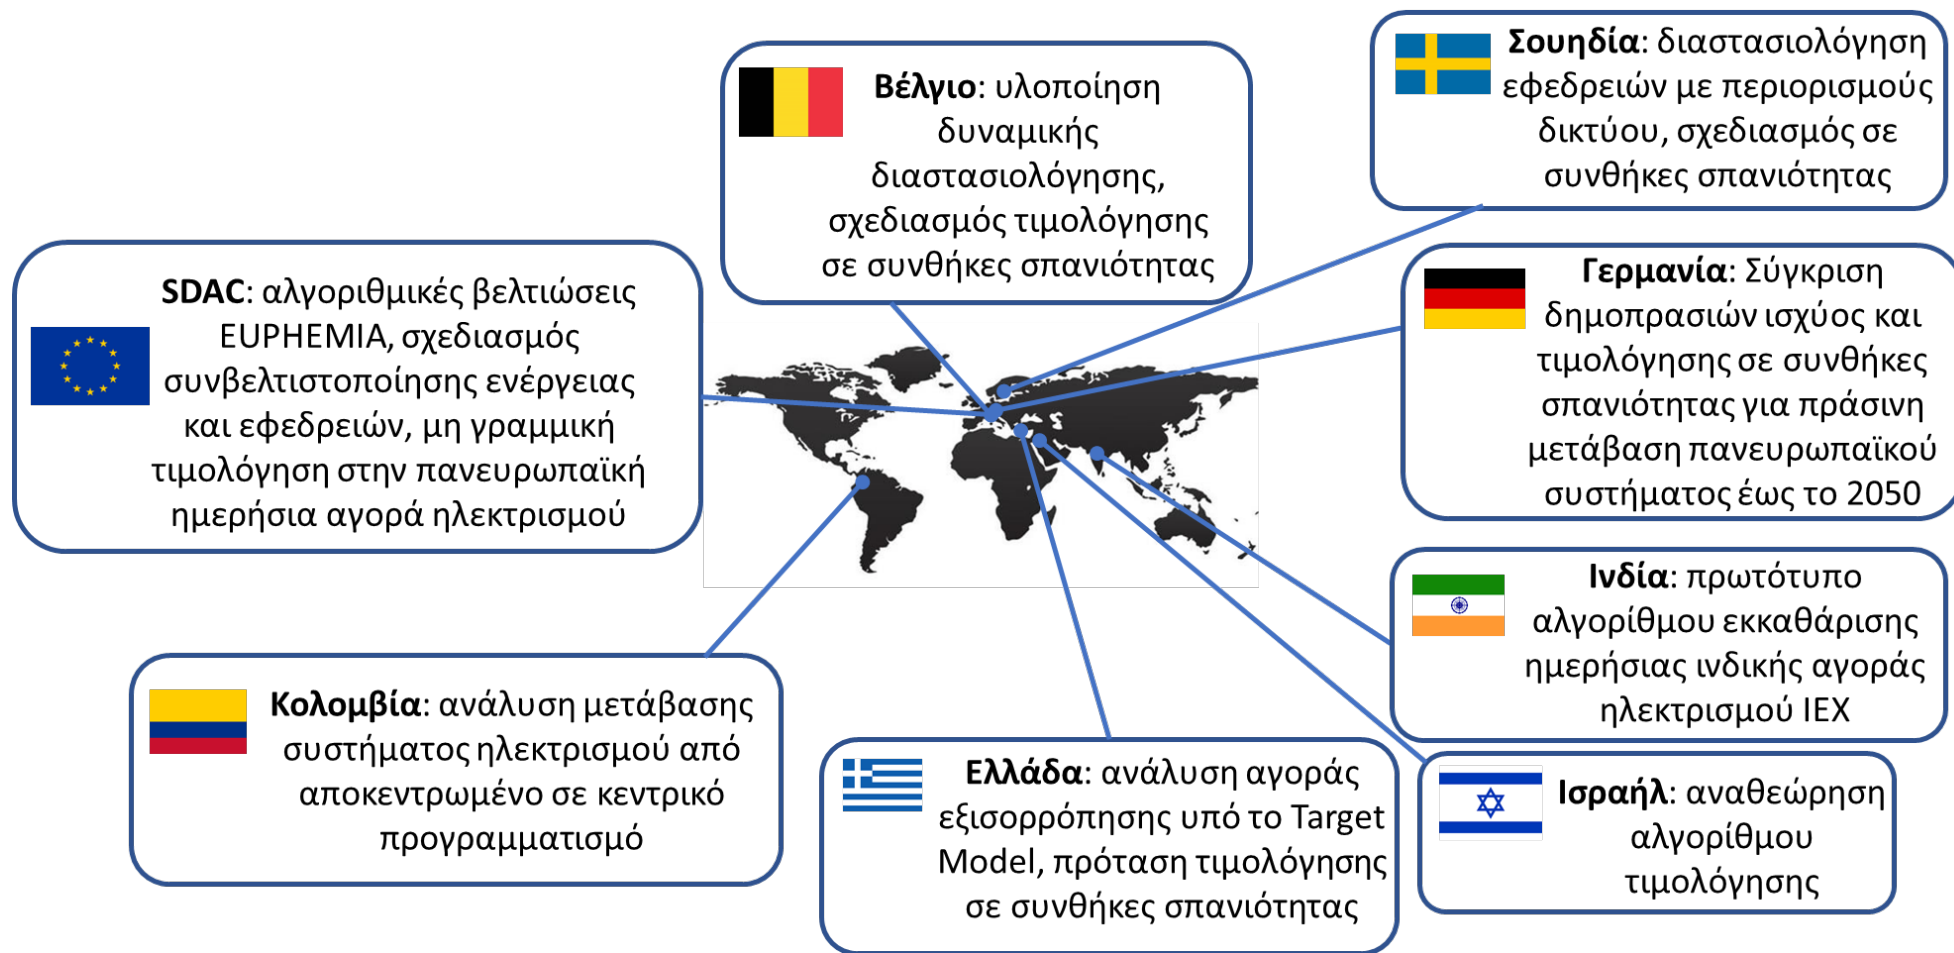 Βέλγιο: υλοποίηση
δυναμικής
διαστασιολόγησης,
σχεδιασμός τιμολόγησης
σε συνθήκες σπανιότητας
Σουηδία: διαστασιολόγηση
εφεδρειών με περιορισμούς
δικτύου, σχεδιασμός σε
συνθήκες σπανιότητας
SDAC: αλγοριθμικές βελτιώσεις
EUPHEMIA, σχεδιασμός
συνβελτιστοποίησης ενέργειας
και εφεδρειών, μη γραμμική
τιμολόγηση στην πανευρωπαϊκή
ημερήσια αγορά ηλεκτρισμού
Γερμανία: Σύγκριση
δημοπρασιών ισχύος και
τιμολόγησης σε συνθήκες
σπανιότητας για πράσινη
μετάβαση πανευρωπαϊκού
συστήματος έως το 2050
Ινδία: πρωτότυπο
αλγορίθμου εκκαθάρισης
ημερήσιας ινδικής αγοράς
ηλεκτρισμού IEX
Κολομβία: ανάλυση μετάβασης
συστήματος ηλεκτρισμού από
αποκεντρωμένο σε κεντρικό
προγραμματισμό
Ελλάδα: ανάλυση αγοράς
εξισορρόπησης υπό το Target
Model, πρόταση τιμολόγησης
σε συνθήκες σπανιότητας
Ισραήλ: αναθεώρηση
αλγορίθμου
τιμολόγησης